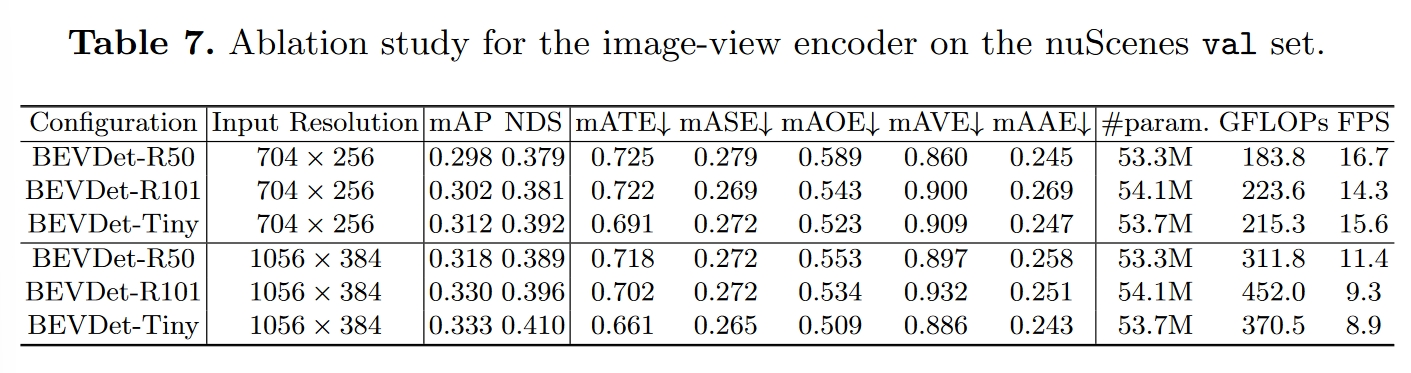 Table 7. Ablation study for the image-view encoder on the nuScenes val set.
Configuration Input Resolution mAP NDS mATE↓ mASE↓ mAOE↓ mAVE↓ mAAE↓ #param. GFLOPs FPS
BEVDet-R50 704 × 256 0.298 0.379 0.725 0.279 0.589 0.860 0.245 53.3M 183.8 16.7
BEVDet-R101 704 × 256 0.302 0.381 0.722 0.269 0.543 0.900 0.269 54.1M 223.6 14.3
BEVDet-Tiny 704 × 256 0.312 0.392 0.691 0.272 0.523 0.909 0.247 53.7M 215.3 15.6
BEVDet-R50 1056 × 384 0.318 0.389 0.718 0.272 0.553 0.897 0.258 53.3M 311.8 11.4
BEVDet-R101 1056 × 384 0.330 0.396 0.702 0.272 0.534 0.932 0.251 54.1M 452.0 9.3
BEVDet-Tiny 1056 × 384 0.333 0.410 0.661 0.265 0.509 0.886 0.243 53.7M 370.5 8.9